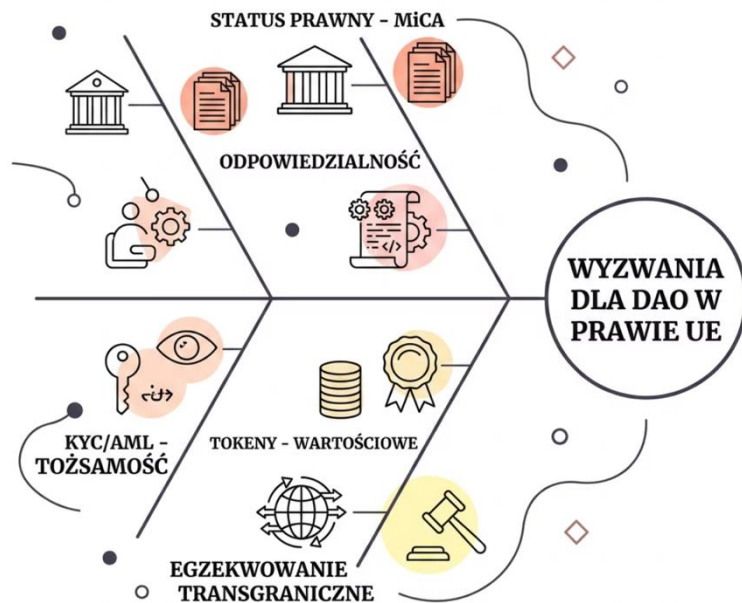 STATUS PRAWNY - MiCA
ODPOWIEDZIALNOŚĆ
WYZWANIA
DLA DAO W
PRAWIE UE
KYC/AML -
TOŻSAMOŚĆ
TOKENY - WARTOŚCIOWE
EGZEKWOWANIE
TRANSGRANICZNE